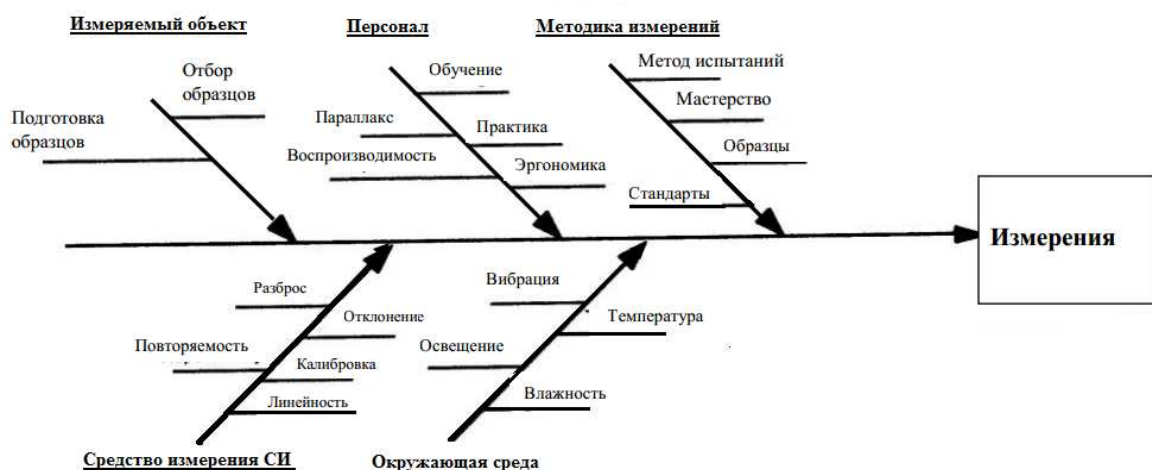 Измеряемый объект
Персонал
Методика измерений
Отбор
образцов
Подготовка
образцов
Обучение
Параллакс
Практика
Воспроизводимость
Эргономика
Метод испытаний
Мастерство
Образцы
Стандарты
Измерения
Разброс
Отклонение
Повторяемость
Калибровка
Линейность
Вибрация
Температура
Освещение
Влажность
Средство измерения СИ
Окружающая среда